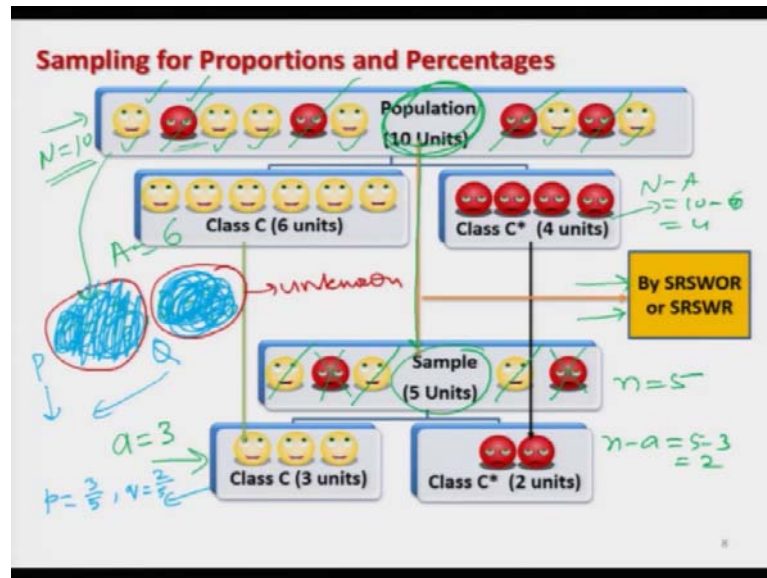 Sampling for Proportions and Percentages
Population
(10 Units)
N=10
Class C (6 units)
Class C* (4 units)
A=6
N-A
=10-6
=4
unknown
By SRSWOR
or SRSWR
P
Q
Sample
(5 Units)
n=5
a=3
n-a=5-3
=2
Class C (3 units)
Class C* (2 units)
p=3/5, q=2/5
8